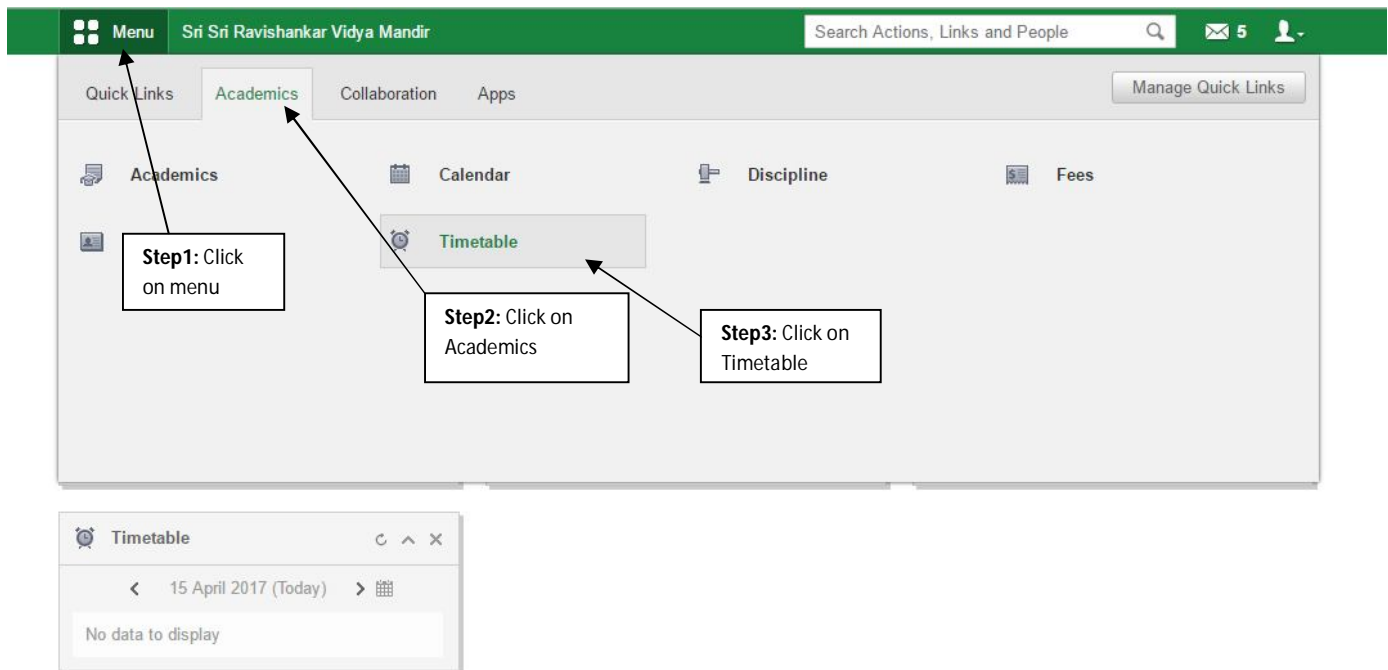 Menu Sri Sri Ravishankar Vidya Mandir Search Actions, Links and People 5
Quick Links Academics Collaboration Apps Manage Quick Links
Academics Calendar Discipline Fees
Timetable
Step1: Click
on menu
Step2: Click on
Academics
Step3: Click on
Timetable
Timetable
15 April 2017 (Today)
No data to display